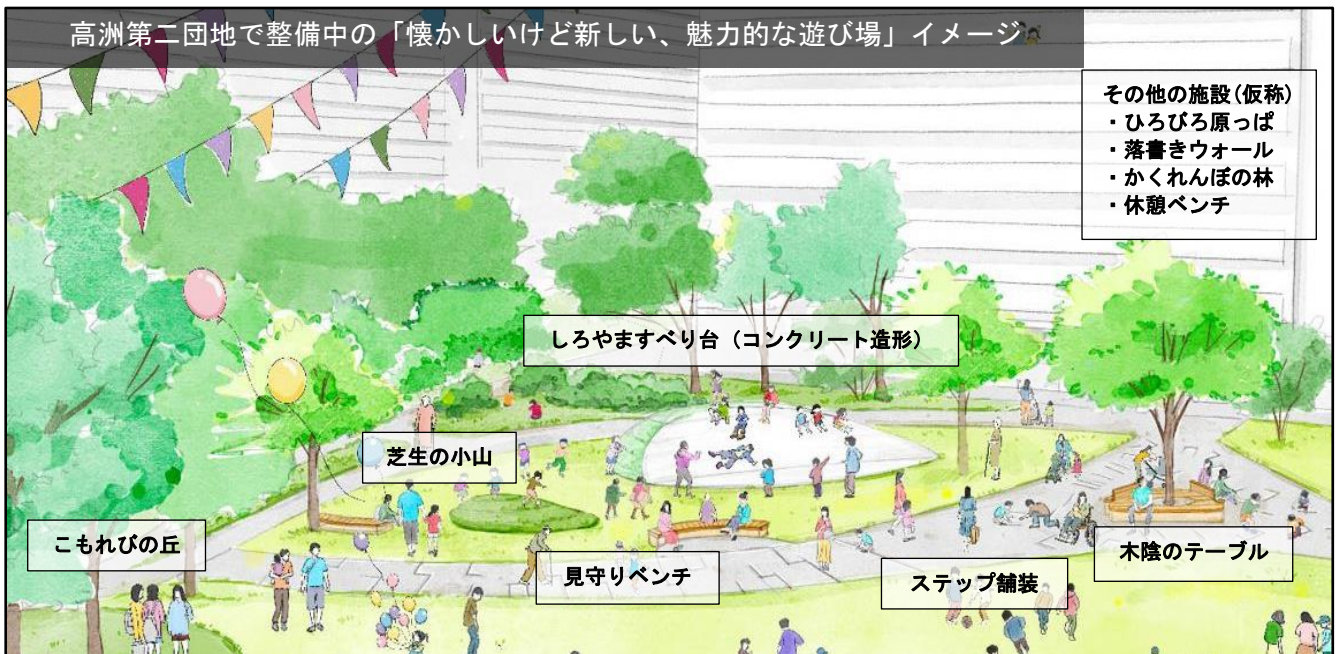 高洲第二団地で整備中の「懐かしいけど新しい、魅力的な遊び場」イメージ
その他の施設(仮称)
・ひろびろ原っぱ
・落書きウォール
・かくれんぼの林
・休憩ベンチ
しろやますべり台（コンクリート造形）
芝生の小山
こもれびの丘
見守りベンチ
ステップ舗装
木陰のテーブル